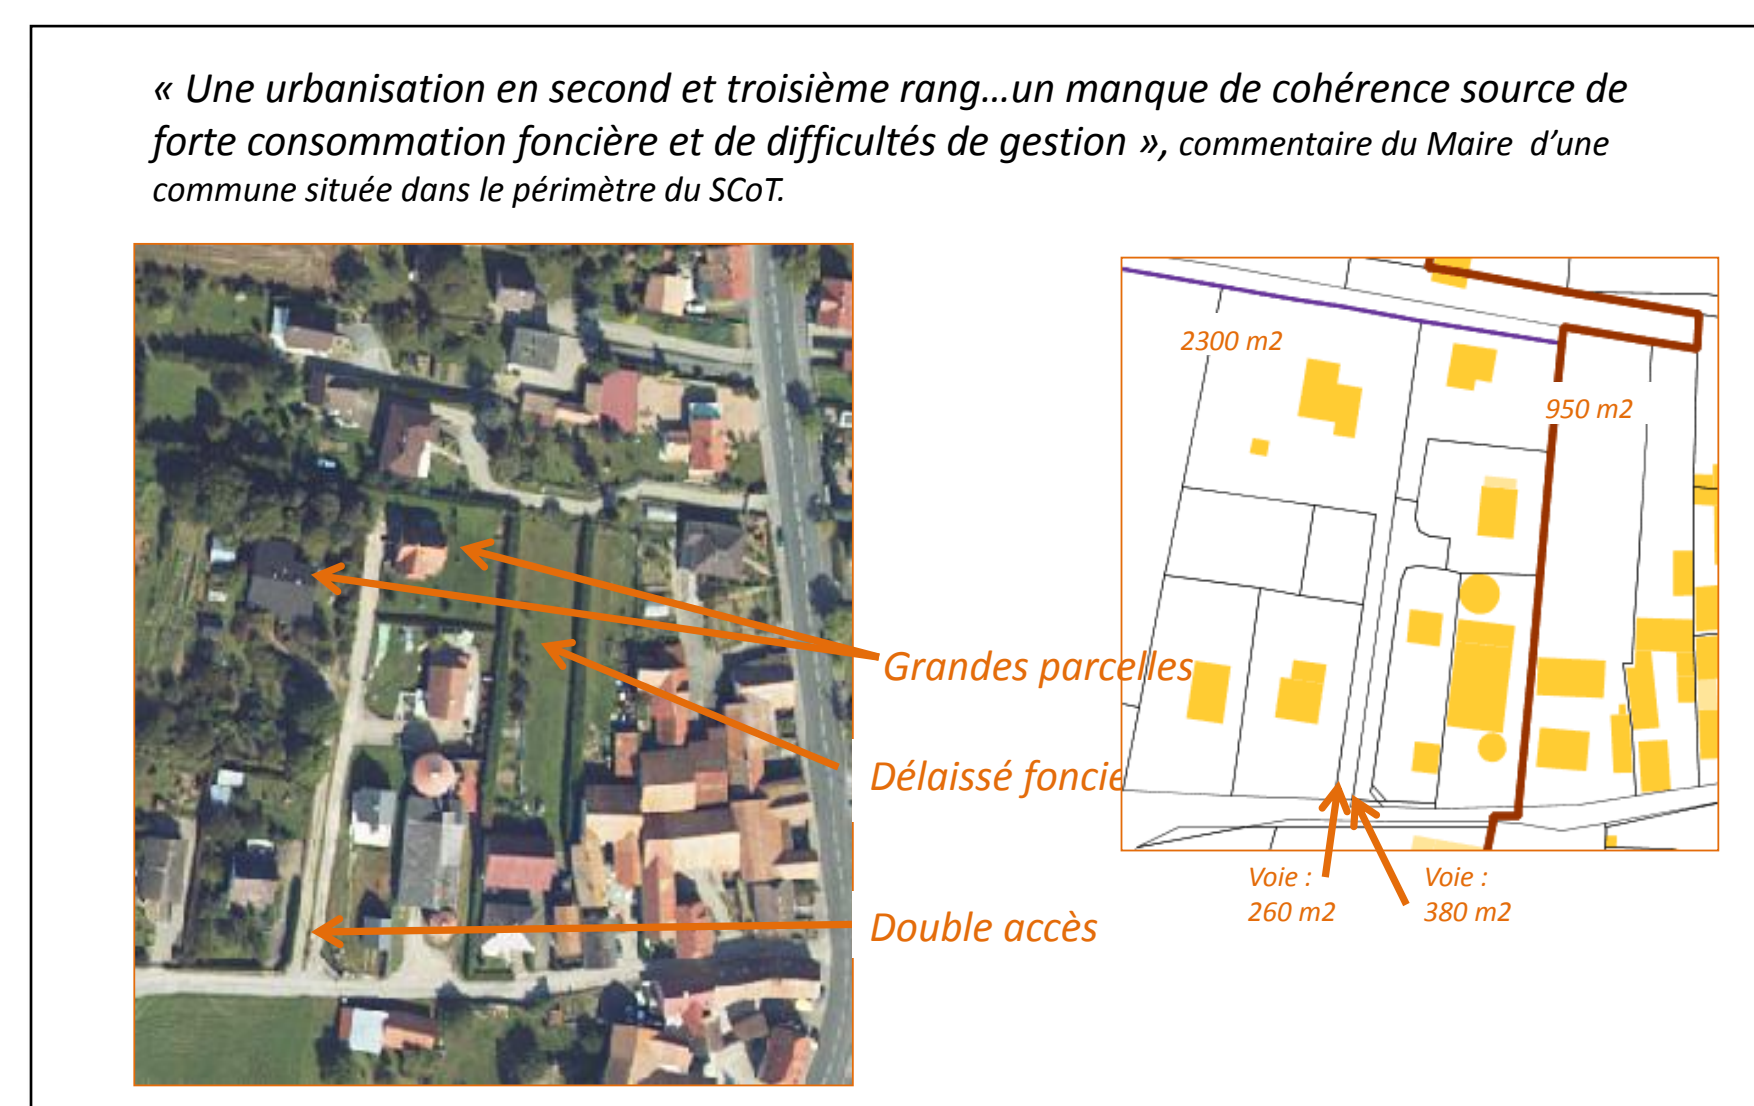 « Une urbanisation en second et troisième rang…un manque de cohérence source de
forte consommation foncière et de difficultés de gestion », commentaire du Maire d’une
commune située dans le périmètre du SCoT.
2300 m2
950 m2
Grandes parcelles
Délaissé foncie
Double accès
Voie :
260 m2
Voie :
380 m2